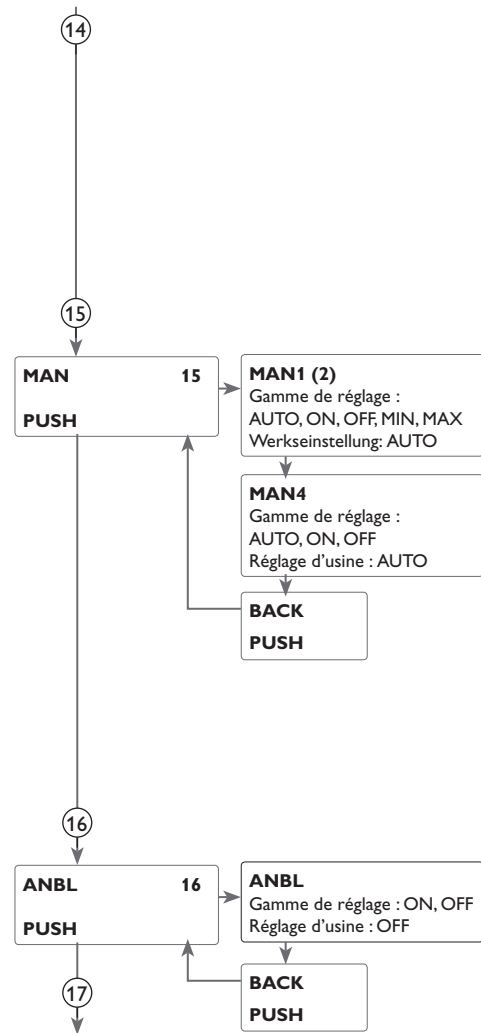 14
15
MAN 15
PUSH
MAN1 (2)
Gamme de réglage :
AUTO, ON, OFF, MIN, MAX
Werkseinstellung: AUTO
MAN4
Gamme de réglage :
AUTO, ON, OFF
Réglage d’usine : AUTO
BACK
PUSH
16
ANBL 16
PUSH
ANBL
Gamme de réglage : ON, OFF
Réglage d’usine : OFF
BACK
PUSH
17